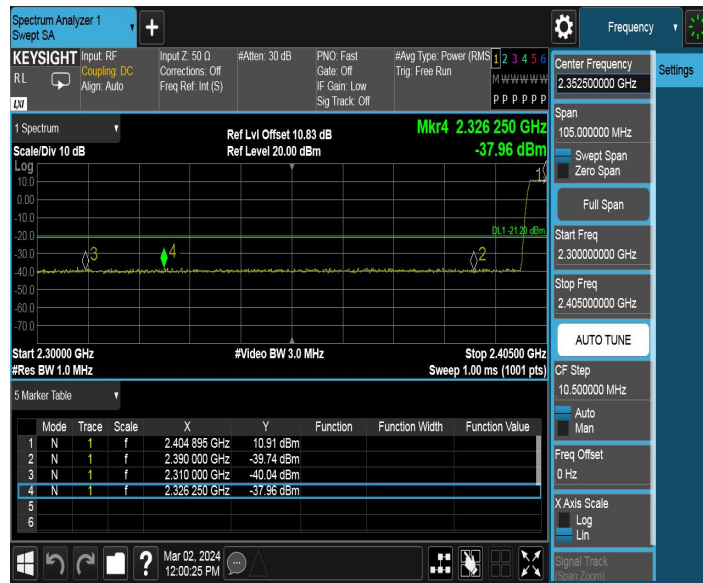 Spectrum Analyzer 1
Swept SA
Frequency
KEYSIGHT
RL
LXI
Input: RF
Coupling: DC
Align: Auto
Input Z: 50 Ω
Corrections: Off
Freq Ref: Int (S)
#Atten: 30 dB
PNO: Fast
Gate: Off
IF Gain: Low
Sig Track: Off
#Avg Type: Power (RMS
Trig: Free Run
1 2 3 4 5 6
M W W W W W
P P P P P P
Center Frequency
2.352500000 GHz
Settings
Span
105.000000 MHz
Swept Span
Zero Span
Full Span
Start Freq
2.300000000 GHz
Stop Freq
2.405000000 GHz
AUTO TUNE
CF Step
10.500000 MHz
Auto
Man
Freq Offset
0 Hz
X Axis Scale
Log
Lin
Signal Track
(Span Zoom)
1 Spectrum
Scale/Div 10 dB
Ref Lvl Offset 10.83 dB
Ref Level 20.00 dBm
Mkr4 2.326 250 GHz
-37.96 dBm
Log
10.0
0.00
-10.0
-20.0
-30.0
-40.0
-50.0
-60.0
-70.0
1
DL1 -21.20 dBm
3
4
2
Start 2.30000 GHz
#Res BW 1.0 MHz
#Video BW 3.0 MHz
Stop 2.40500 GHz
Sweep 1.00 ms (1001 pts)
5 Marker Table
Mode Trace Scale X Y Function Function Width Function Value
1 N 1 f 2.404 895 GHz 10.91 dBm
2 N 1 f 2.390 000 GHz -39.74 dBm
3 N 1 f 2.310 000 GHz -40.04 dBm
4 N 1 f 2.326 250 GHz -37.96 dBm
5
6
?
Mar 02, 2024
12:00:25 PM